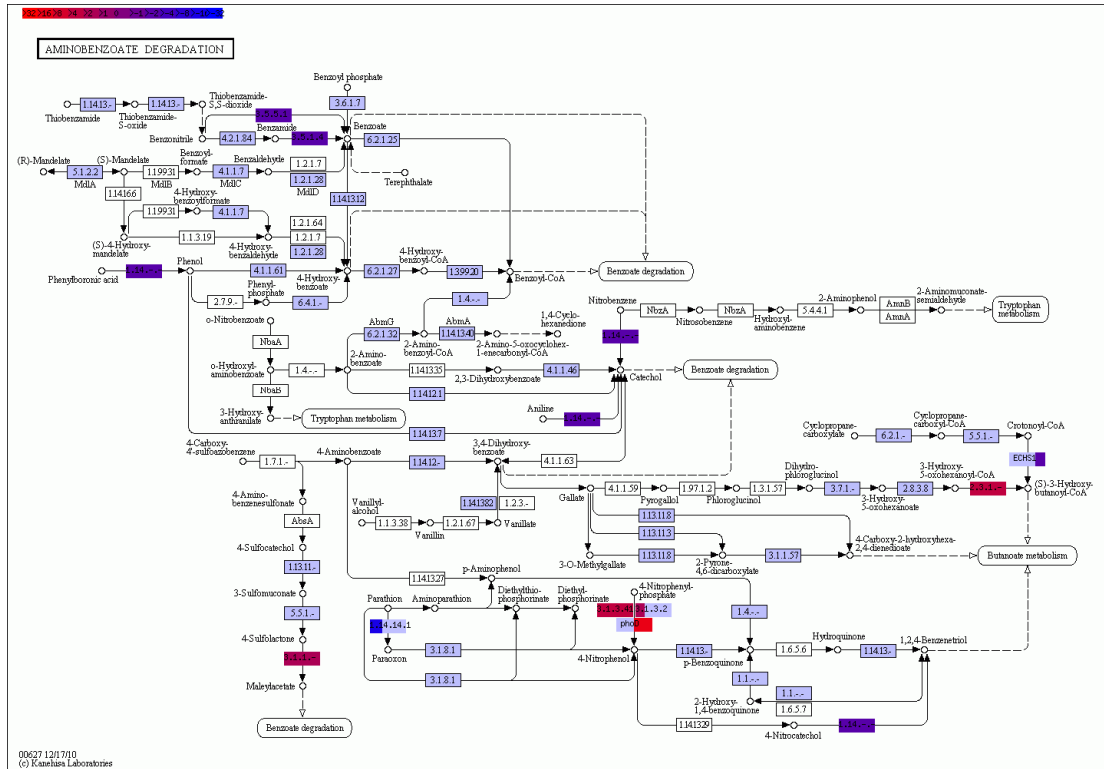 AMINOBENZOATE DEGRADATION
Benzoyl phosphate
3.6.1.7
Thiobenzamide-
S,S-dioxide
1.14.13.-
1.14.13.-
Thiobenzamide
Thiobenzamide-
S-oxide
Benzonitrile
4.2.1.84
Benzamide
Benzoate
6.2.1.25
(R)-Mandelate
(S)-Mandelate
Benzoyl-
formate
Benzaldehyde
5.1.2.2
MdlA
1.1.99.31
MdlB
4.1.1.7
MdlC
1.2.1.7
1.2.1.28
MdlD
Terephthalate
1.14.16.6
4-Hydroxy-
benzoylformate
1.14.13.12
1.1.99.31
4.1.1.7
1.2.1.64
1.2.1.7
1.2.1.28
1.1.3.19
(S)-4-Hydroxy-
mandelate
4-Hydroxy-
benzaldehyde
4-Hydroxy-
benzoyl-CoA
Phenylboronic acid
1.14.-.-
Phenol
4.1.1.61
4-Hydroxy-
benzoate
6.2.1.27
1.3.99.20
Benzoyl-CoA
Benzoate degradation
2.7.9.-
Phenyl-
phosphate
6.4.1.-
1.4.-.-
o-Nitrobenzoate
NbaA
AbmG
6.2.1.32
2-Amino-
benzoyl-CoA
AbmA
1.14.13.40
2-Amino-5-oxocyclohex-
1-enecarbonyl-CoA
1,4-Cyclo-
hexanedione
Nitrobenzene
NbzA
Nitrosobenzene
NbzA
Hydroxyl-
aminobenzene
5.4.4.1
2-Aminophenol
AmnB
AmnA
2-Aminomuconate-
semialdehyde
Tryptophan
metabolism
1.14.-.-
o-Hydroxyl-
aminobenzoate
1.4.-.-
2-Amino-
benzoate
1.14.13.35
2,3-Dihydroxybenzoate
4.1.1.46
Catechol
Benzoate degradation
NbaB
1.14.12.1
3-Hydroxy-
anthranilate
Tryptophan metabolism
Aniline
1.14.-.-
1.14.13.7
4-Carboxy-
4'-sulfoazobenzene
1.7.1.-
4-Aminobenzoate
1.14.12.-
3,4-Dihydroxy-
benzoate
4.1.1.63
Cyclopropane-
carboxylate
6.2.1.-
Cyclopropane-
carboxyl-CoA
5.5.1.-
Crotonoyl-CoA
ECHS1
4-Amino-
benzenesulfonate
Vanillyl-
alcohol
1.1.3.38
Vanillin
1.2.1.67
Vanillate
1.14.13.82
1.2.3.-
Gallate
4.1.1.59
Pyrogallol
1.97.1.2
Phloroglucinol
1.3.1.57
Dihydro-
phloroglucinol
3.7.1.-
3-Hydroxy-
5-oxohexanoate
2.8.3.8
3-Hydroxy-
5-oxohexanoyl-CoA
(S)-3-Hydroxy-
butanoyl-CoA
AbsA
1.13.11.8
1.13.11.3
1.13.11.8
3-O-Methylgallate
2-Pyrone-
4,6-dicarboxylate
3.1.1.57
4-Carboxy-2-hydroxyhexa-
2,4-dienedioate
Butanoate metabolism
4-Sulfocatechol
1.13.11.-
3-Sulfomuconate
5.5.1.-
4-Sulfolactone
3.1.1.-
Maleylacetate
Benzoate degradation
1.14.13.27
p-Aminophenol
Parathion
Aminoparathion
Diethylthio-
phosphorinate
Diethyl-
phosphorinate
4-Nitrophenyl-
phosphate
3.1.3.41
3.1.3.2
pho
1.4.-.-
Paraoxon
3.1.8.1
3.1.8.1
4-Nitrophenol
1.14.13.-
p-Benzoquinone
1.6.5.6
Hydroquinone
1.14.13.-
1,2,4-Benzenetriol
1.1.-.-
2-Hydroxy-
1,4-benzoquinone
1.1.-.-
1.6.5.7
1.14.13.29
4-Nitrocatechol
1.14.-.-
00627 12/17/10
(c) Kanehisa Laboratories